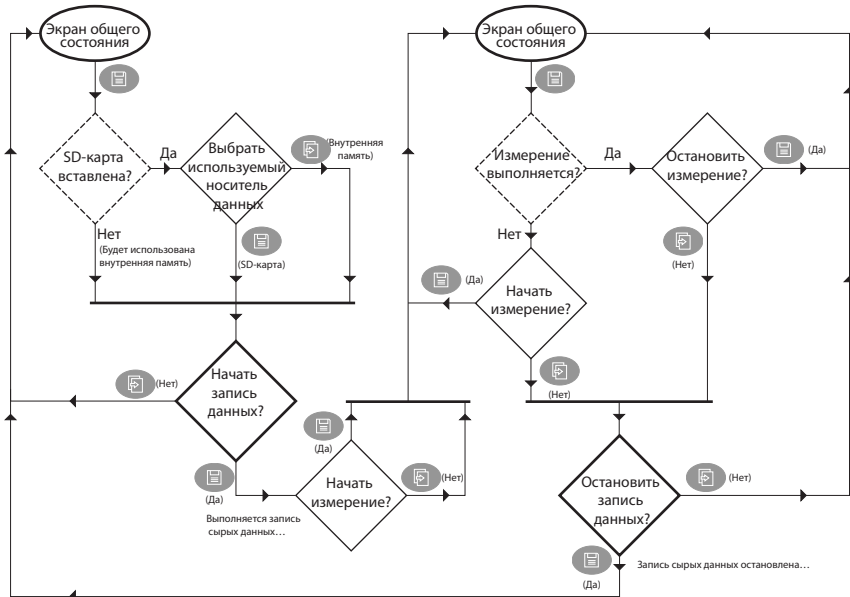 Экран общего
состояния
SD-карта
вставлена?
Да
Выбрать
используемый
носитель
данных
(Внутренняя
память)
Нет
(Будет использована
внутренняя память)
(SD-карта)
Начать
запись
данных?
(Нет)
(Да)
Выполняется запись
сырых данных...
Начать
измерение?
(Да)
(Нет)
Экран общего
состояния
Измерение
выполняется?
Да
Остановить
измерение?
(Да)
(Нет)
Нет
Начать
измерение?
(Да)
(Нет)
Остановить
запись
данных?
(Нет)
(Да)
Запись сырых данных остановлена...